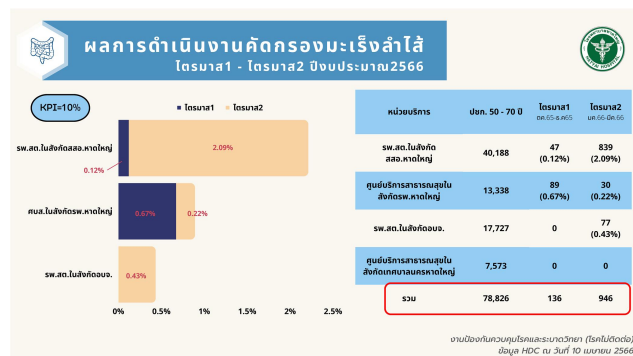 ผลการดำเนินงานคัดกรองมะเร็งลำไส้
ไตรมาส1 - ไตรมาส2 ปีงบประมาณ2566
KPI=10%
ไตรมาส1 ไตรมาส2
รพ.สต.ในสังกัดสสอ.หาดใหญ่
2.09%
0.12%
ศบส.ในสังกัดรพ.หาดใหญ่
0.67% 0.22%
รพ.สต.ในสังกัดอบจ.
0.43%
0% 0.5% 1% 1.5% 2% 2.5%
หน่วยบริการ ปชก. 50 - 70 ปี ไตรมาส1 ไตรมาส2
ตค.65-ธ.ค65 มค.66-มีค.66
รพ.สต.ในสังกัด 47 839
สสอ.หาดใหญ่ 40,188 (0.12%) (2.09%)
ศูนย์บริการสาธารณสุขใน 89 30
สังกัดรพ.หาดใหญ่ 13,338 (0.67%) (0.22%)
รพ.สต.ในสังกัดอบจ. 17,727 0 77
(0.43%)
ศูนย์บริการสาธารณสุขใน
สังกัดเทศบาลนครหาดใหญ่ 7,573 0 0
รวม 78,826 136 946
งานป้องกันควบคุมโรคและระบาดวิทยา (โรคไม่ติดต่อ)
ข้อมูล HDC ณ วันที่ 10 เมษายน 2566